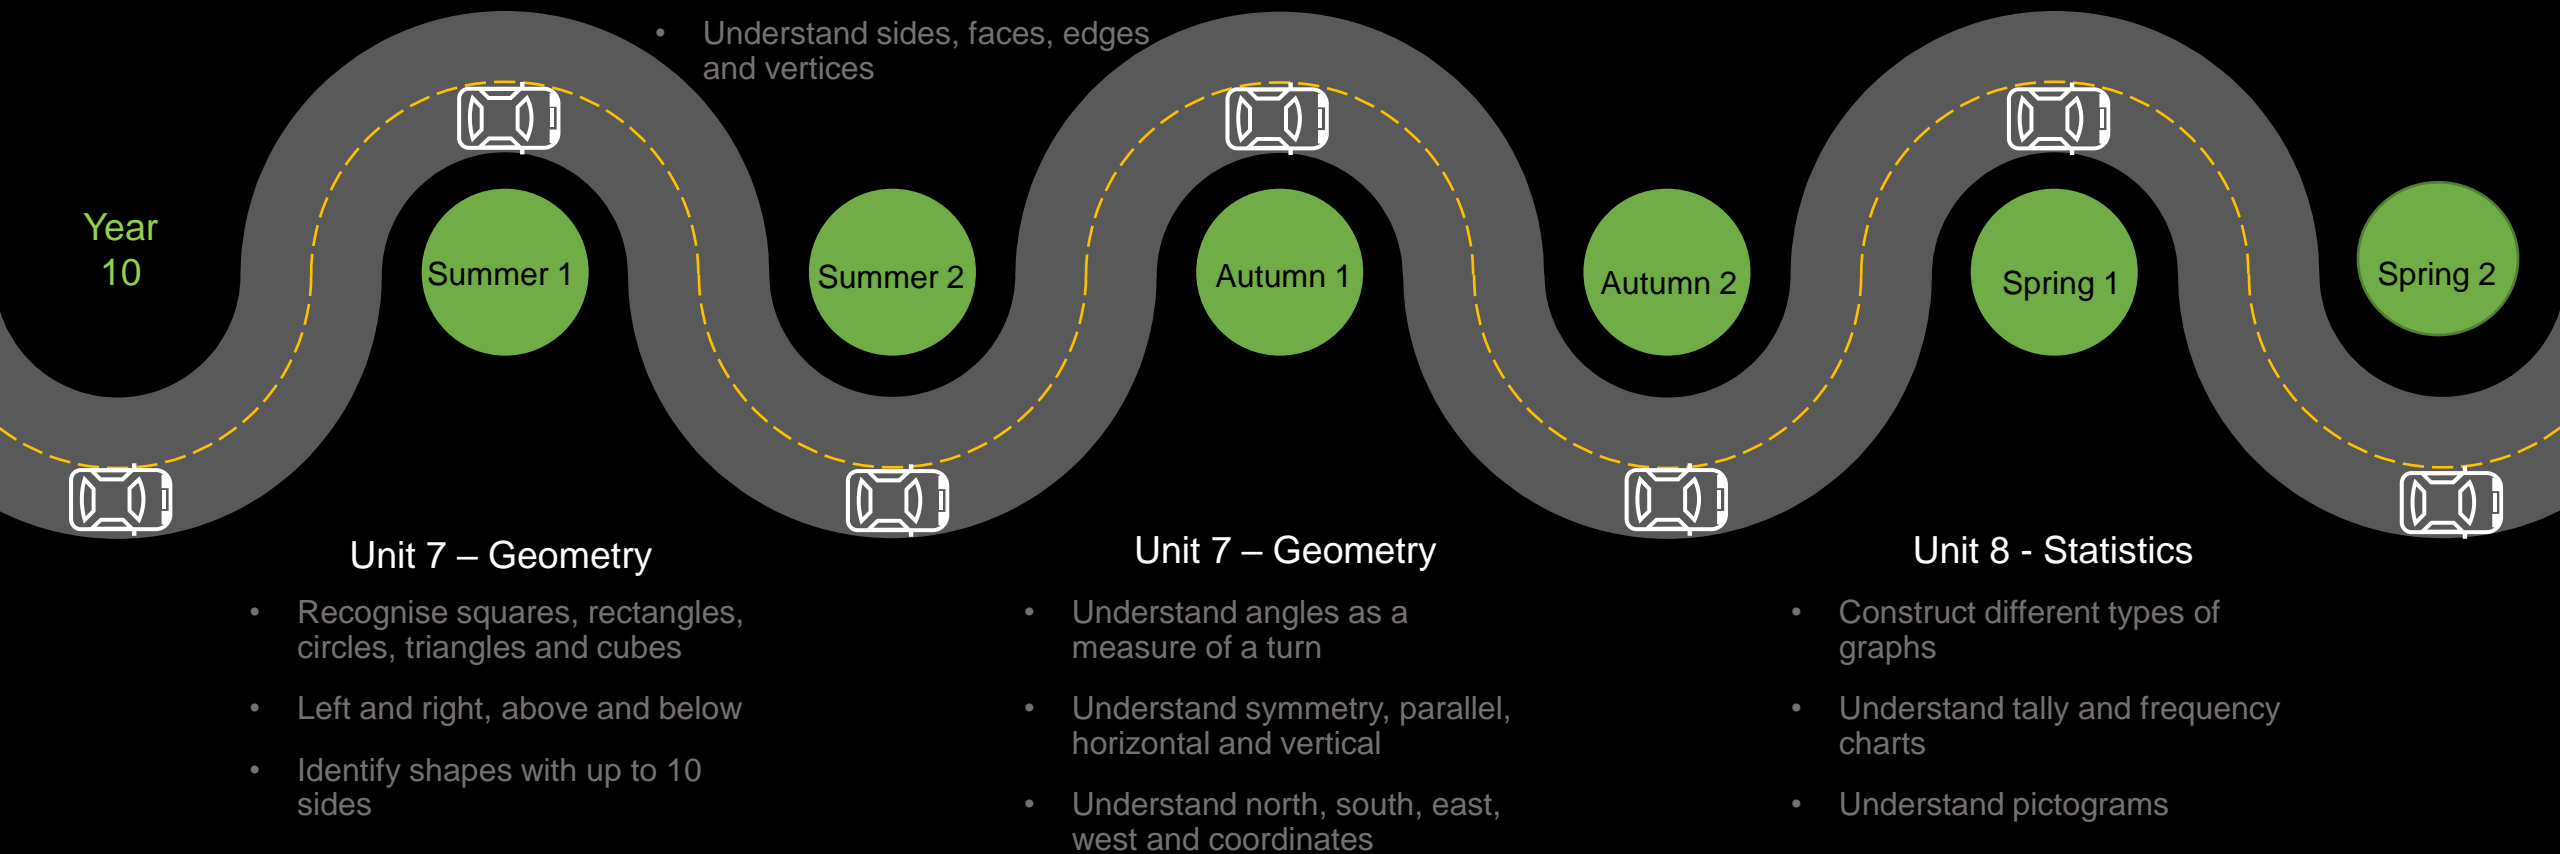 • Understand sides, faces, edges
and vertices
Year
10
Summer 1
Summer 2
Autumn 1
Autumn 2
Spring 1
Spring 2
Unit 7 – Geometry
• Recognise squares, rectangles,
circles, triangles and cubes
• Left and right, above and below
• Identify shapes with up to 10
sides
Unit 7 – Geometry
• Understand angles as a
measure of a turn
• Understand symmetry, parallel,
horizontal and vertical
• Understand north, south, east,
west and coordinates
Unit 8 - Statistics
• Construct different types of
graphs
• Understand tally and frequency
charts
• Understand pictograms